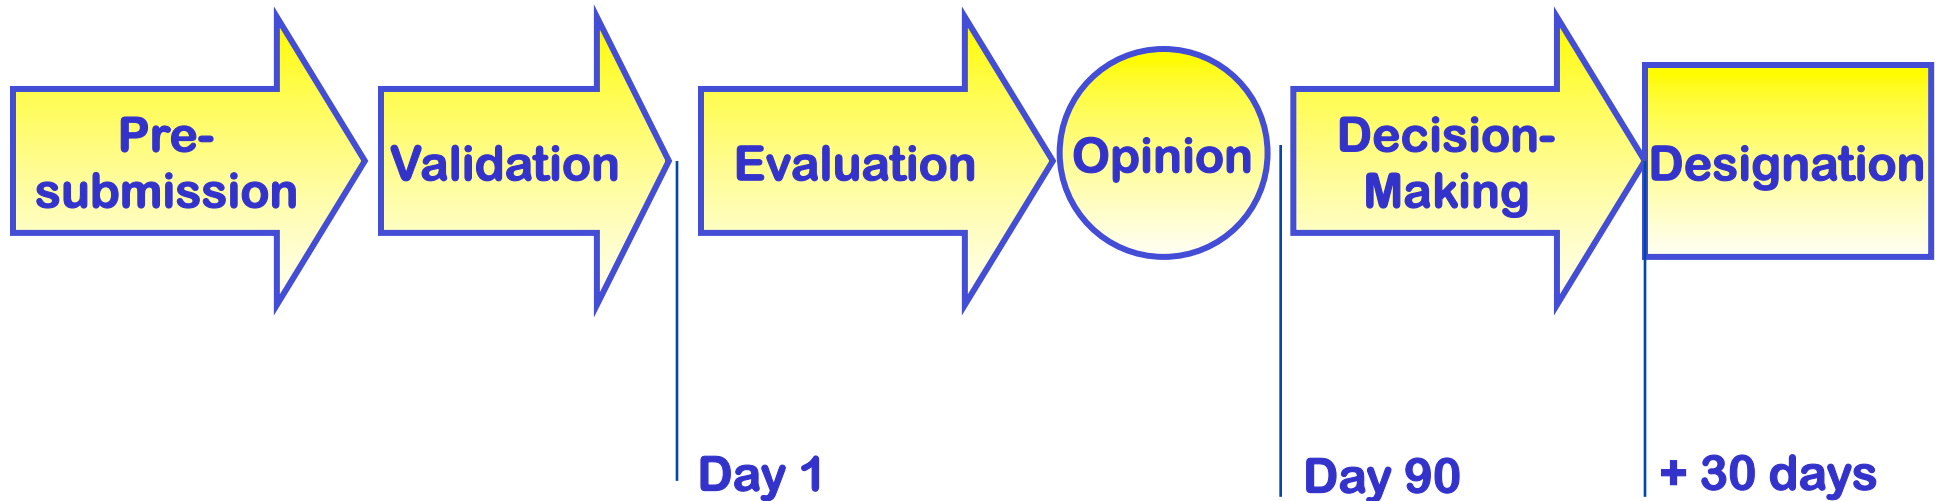 Pre-
submission
Validation
Evaluation
Opinion
Decision-
Making
Designation
Day 1
Day 90
+ 30 days